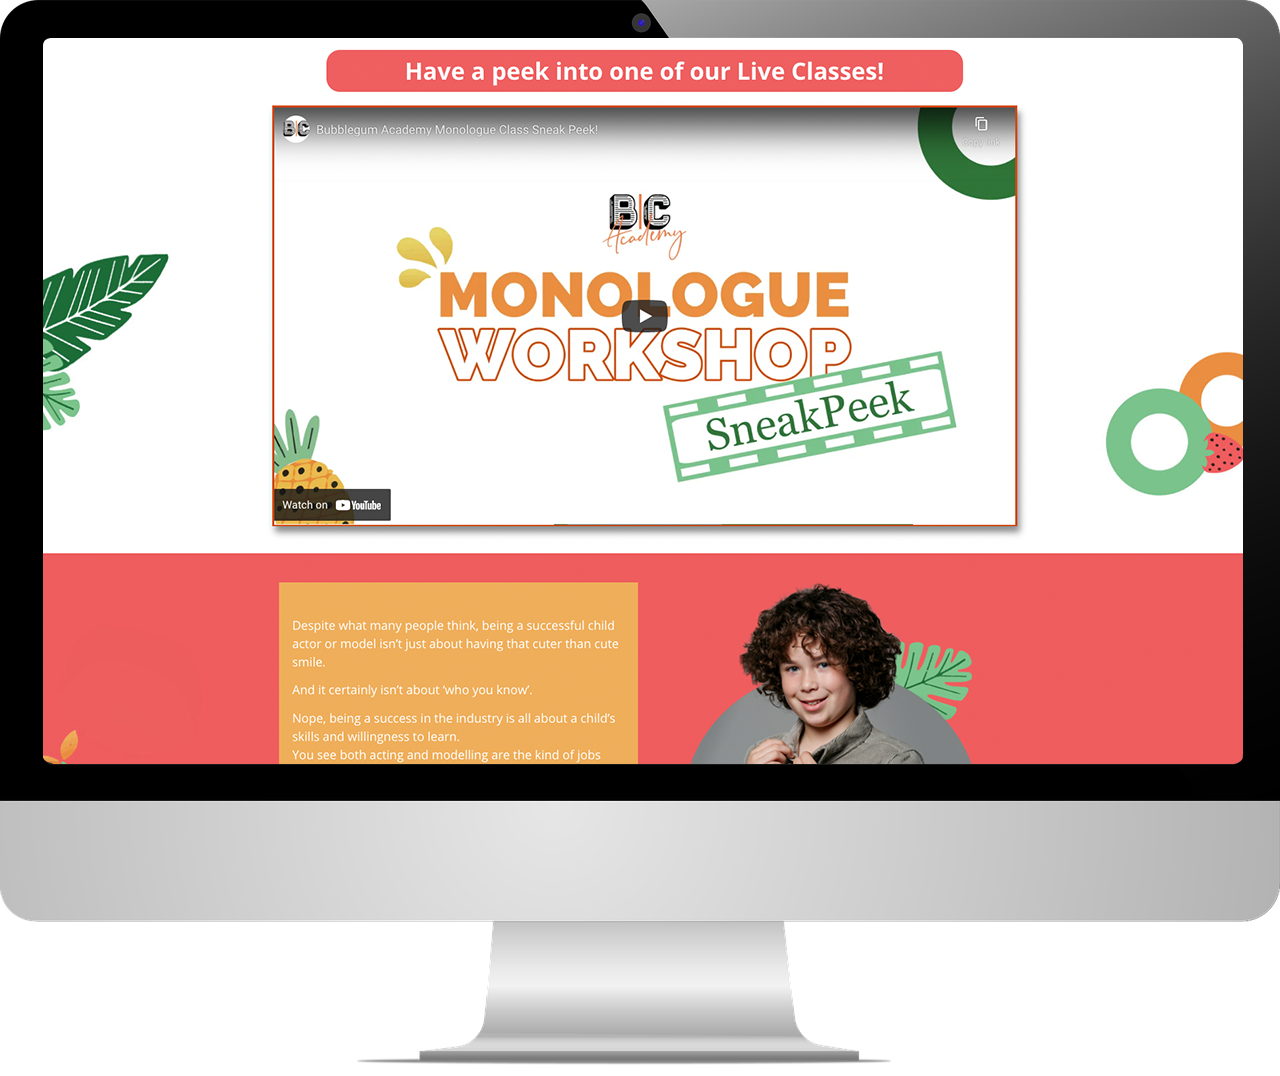 Have a peek into one of our Live Classes!
B|C
Bubblegum Academy Monologue Class Sneak Peek!
Copy link
B|C
Academy
MONOLOGUE
WORKSHOP
SneakPeek
Watch on YouTube
Despite what many people think, being a successful child
actor or model isn't just about having that cuter than cute
smile.
And it certainly isn't about ‘who you know’.
Nope, being a success in the industry is all about a child's
skills and willingness to learn.
You see both acting and modelling are the kind of jobs